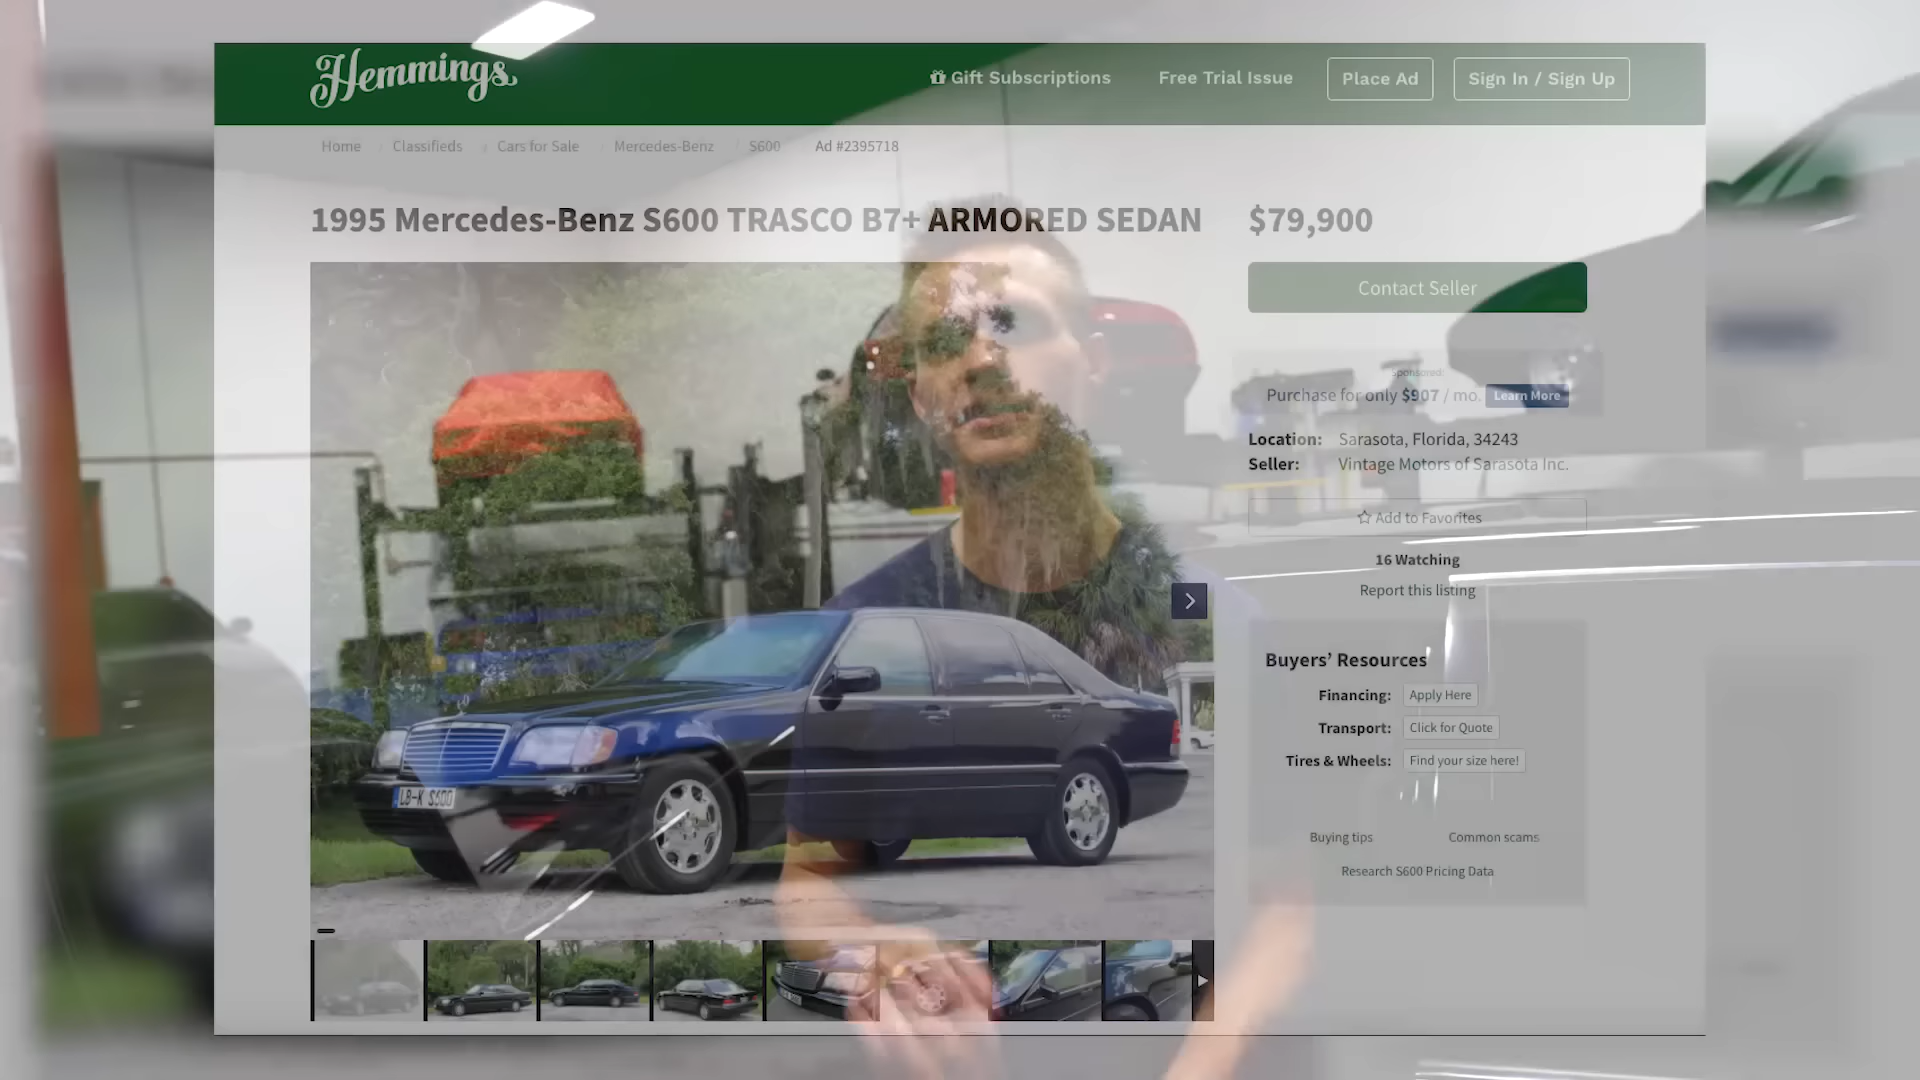 Hemmings
Gift Subscriptions
Free Trial Issue
Place Ad
Sign In / Sign Up
Home / Classifieds / Cars for Sale / Mercedes-Benz / S600 Ad #2395718
1995 Mercedes-Benz S600 TRASCO B7+ ARMORED SEDAN
$79,900
Contact Seller
Sponsored:
Purchase for only $907 / mo. Learn More
Location: Sarasota, Florida, 34243
Seller: Vintage Motors of Sarasota Inc.
Add to Favorites
16 Watching
Report this listing
Buyers’ Resources
Financing: Apply Here
Transport: Click for Quote
Tires & Wheels: Find your size here!
Buying tips
Common scams
Research S600 Pricing Data
LB-K S600